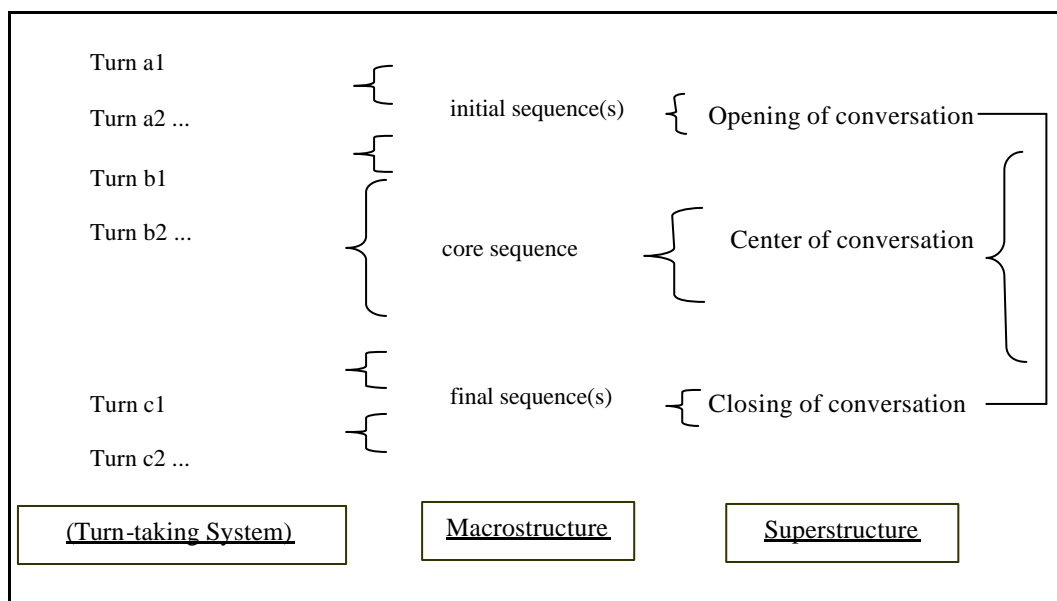 Turn a1
initial sequence(s)
Opening of conversation
Turn a2 ...
Turn b1
Turn b2 ...
core sequence
Center of conversation
Turn c1
final sequence(s)
Closing of conversation
Turn c2 ...
(Turn-taking System)
Macrostructure
Superstructure